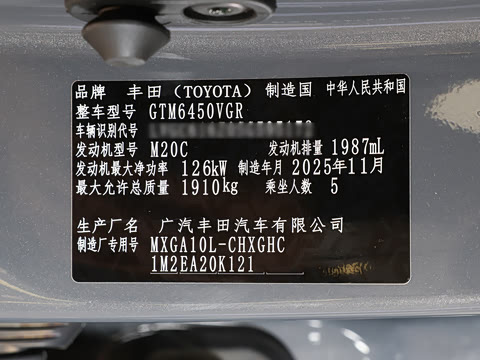 品牌 丰田（TOYOTA）制造国 中华人民共和国
整车型号 GTM6450VGR
车辆识别代号
发动机型号 M20C 发动机排量 1987mL
发动机最大净功率 126kW 制造年月 2025年11月
最大允许总质量 1910kg 乘坐人数 5
生产厂名 广汽丰田汽车有限公司
制造厂专用号 MXGA10L-CHXGHC
1M2EA20K121